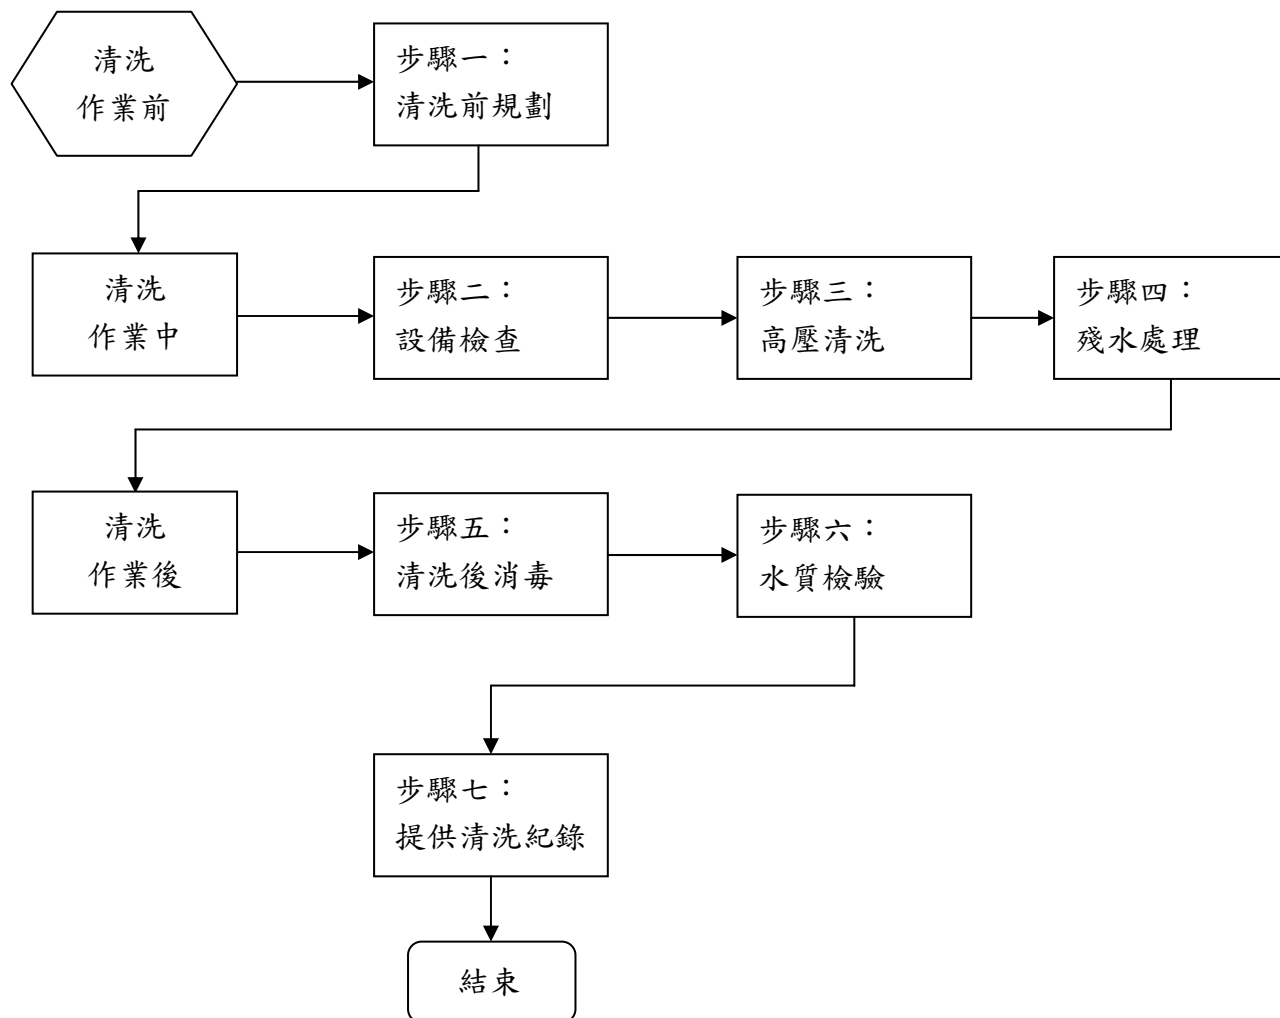 清洗
作業前
步驟一：
清洗前規劃
清洗
作業中
步驟二：
設備檢查
步驟三：
高壓清洗
步驟四：
殘水處理
清洗
作業後
步驟五：
清洗後消毒
步驟六：
水質檢驗
步驟七：
提供清洗紀錄
結束